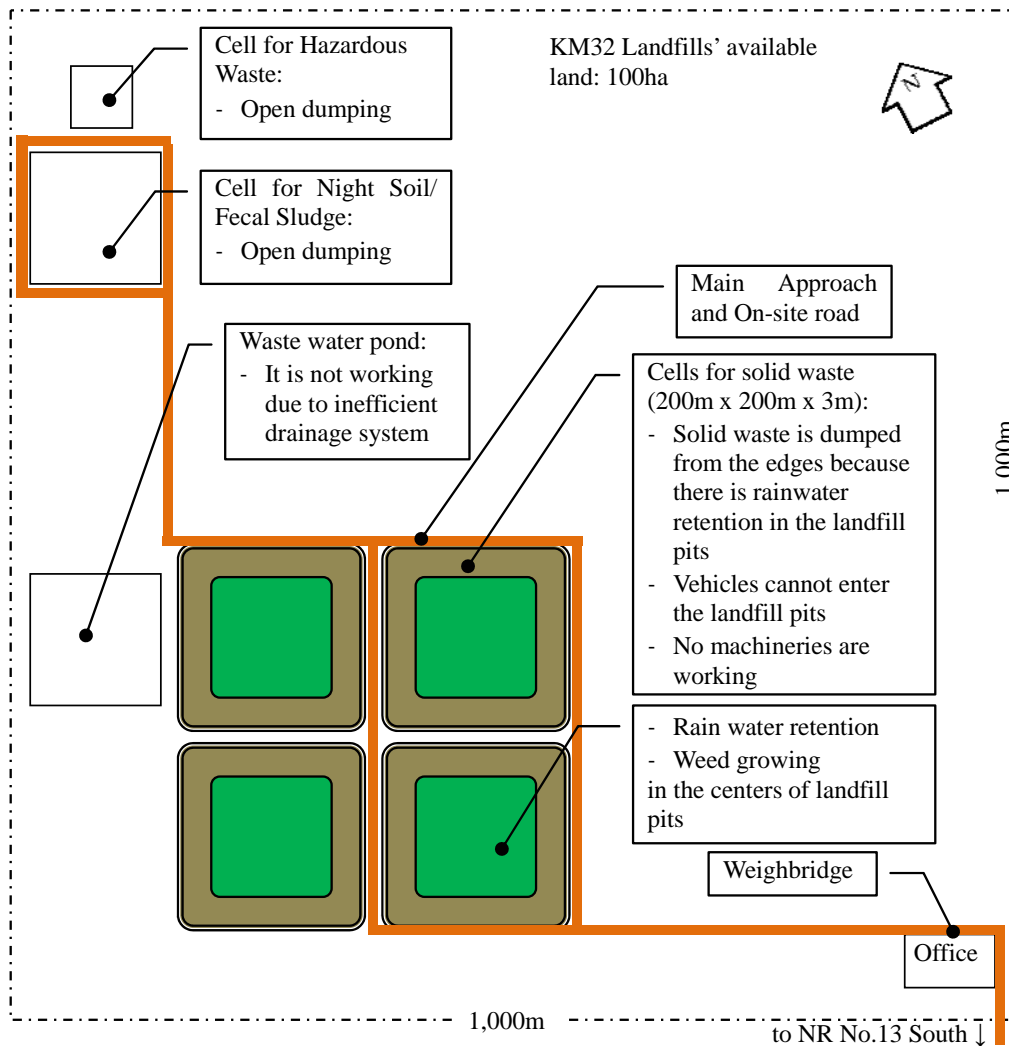 Cell for Hazardous
Waste:
- Open dumping
KM32 Landfills' available
land: 100ha
N
Cell for Night Soil/
Fecal Sludge:
- Open dumping
Main Approach
and On-site road
Waste water pond:
- It is not working
due to inefficient
drainage system
Cells for solid waste
(200m x 200m x 3m):
- Solid waste is dumped
from the edges because
there is rainwater
retention in the landfill
pits
- Vehicles cannot enter
the landfill pits
- No machineries are
working
1,000m
- Rain water retention
- Weed growing
in the centers of landfill
pits
Weighbridge
Office
1,000m
to NR No.13 South ↓